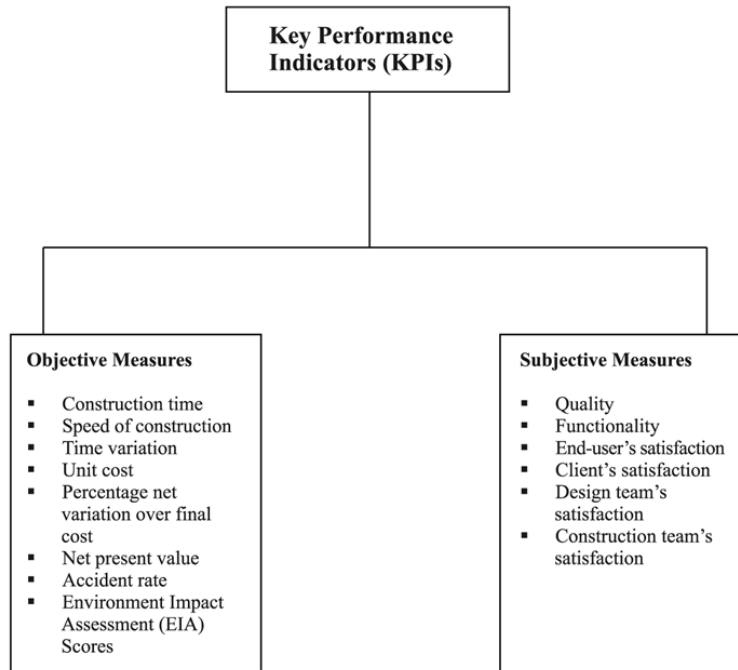 Key Performance
Indicators (KPIs)
Objective Measures
▪ Construction time
▪ Speed of construction
▪ Time variation
▪ Unit cost
▪ Percentage net
variation over final
cost
▪ Net present value
▪ Accident rate
▪ Environment Impact
Assessment (EIA)
Scores
Subjective Measures
▪ Quality
▪ Functionality
▪ End-user’s satisfaction
▪ Client’s satisfaction
▪ Design team’s
satisfaction
▪ Construction team’s
satisfaction